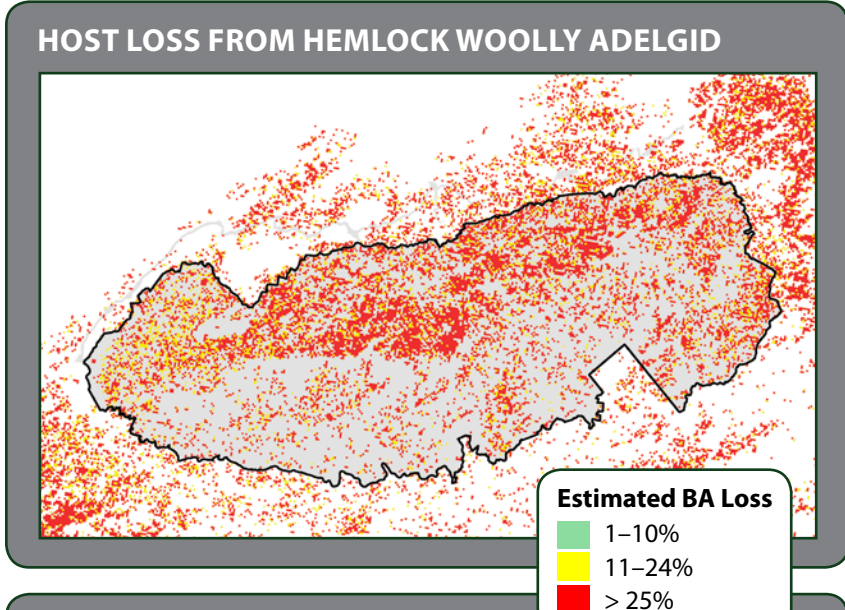 HOST LOSS FROM HEMLOCK WOOLLY ADELGID
Estimated BA Loss
1–10%
11–24%
> 25%